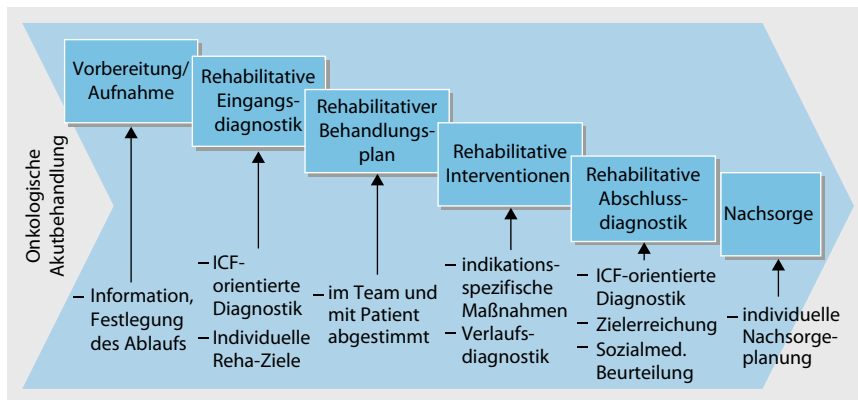 Onkologische
Akutbehandlung
Vorbereitung/
Aufnahme
– Information,
Festlegung
des Ablaufs
Rehabilitative
Eingangs-
diagnostik
– ICF-
orientierte
Diagnostik
– Individuelle
Reha-Ziele
Rehabilitativer
Behandlungs-
plan
– im Team und
mit Patient
abgestimmt
Rehabilitative
Interventionen
– indikations-
spezifische
Maßnahmen
– Verlaufs-
diagnostik
Rehabilitative
Abschluss-
diagnostik
– ICF-orientierte
Diagnostik
– Zielerreichung
– Sozialmed.
Beurteilung
Nachsorge
– individuelle
Nachsorge-
planung